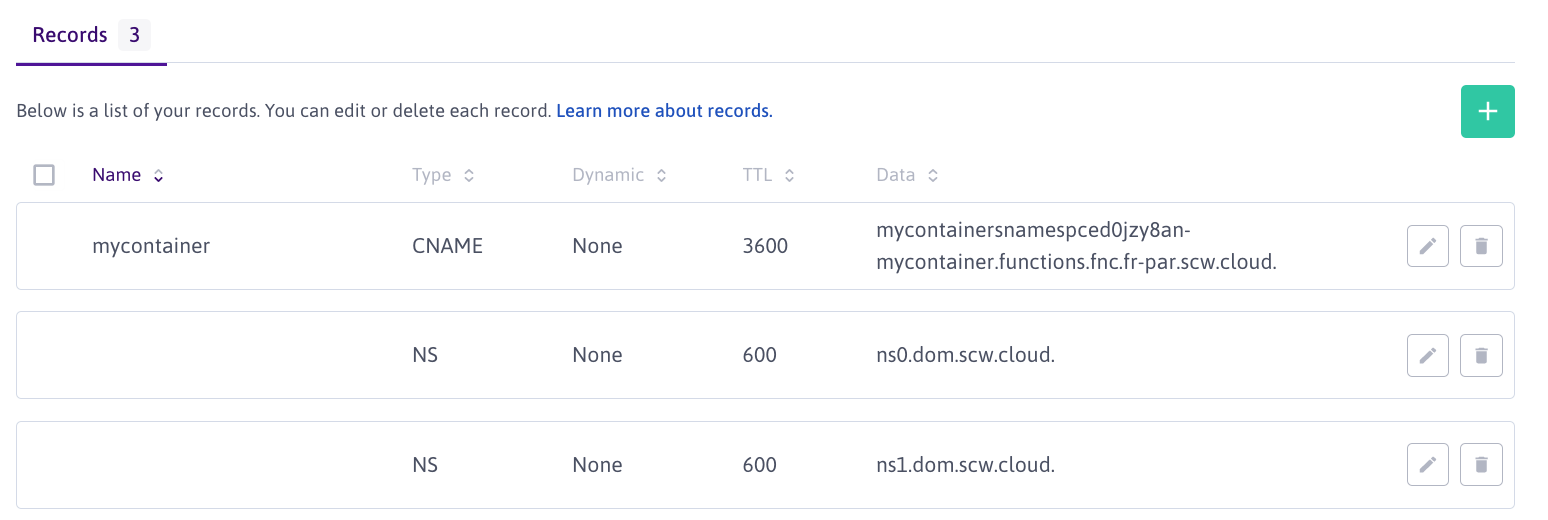 Records 3
Below is a list of your records. You can edit or delete each record. Learn more about records.
Name Type Dynamic TTL Data
mycontainer CNAME None 3600 mycontainersnamespced0jzy8an-
mycontainer.functions.fnc.fr-par.scw.cloud.
NS None 600 ns0.dom.scw.cloud.
NS None 600 ns1.dom.scw.cloud.